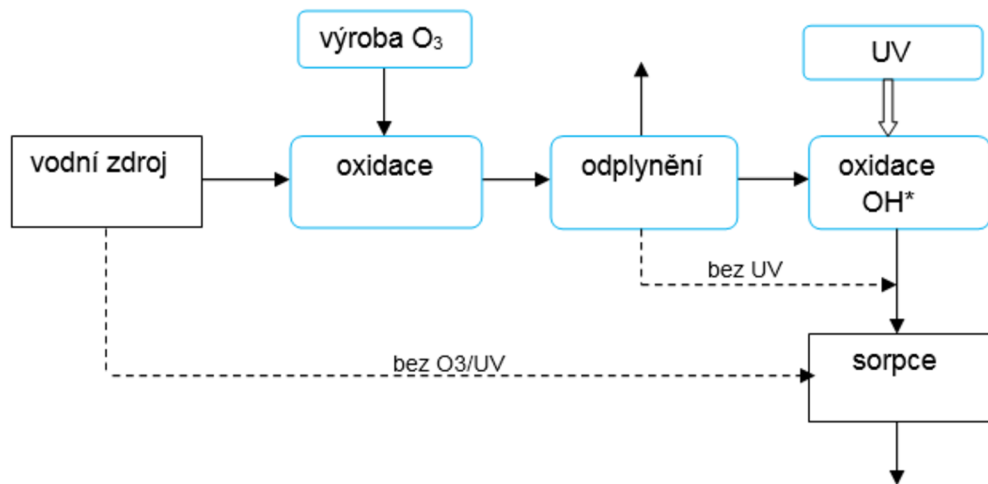 výroba O₃
UV
vodní zdroj
oxidace
odplynění
oxidace
OH*
bez UV
bez O3/UV
sorpce